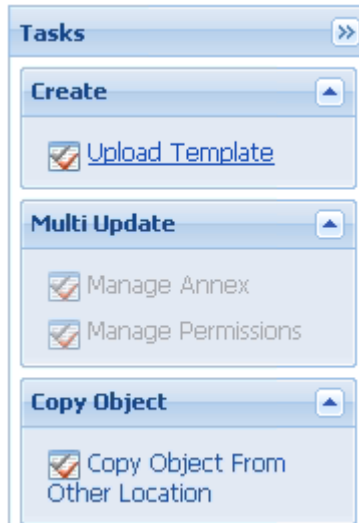 Tasks
Create
Upload Template
Multi Update
Manage Annex
Manage Permissions
Copy Object
Copy Object From
Other Location